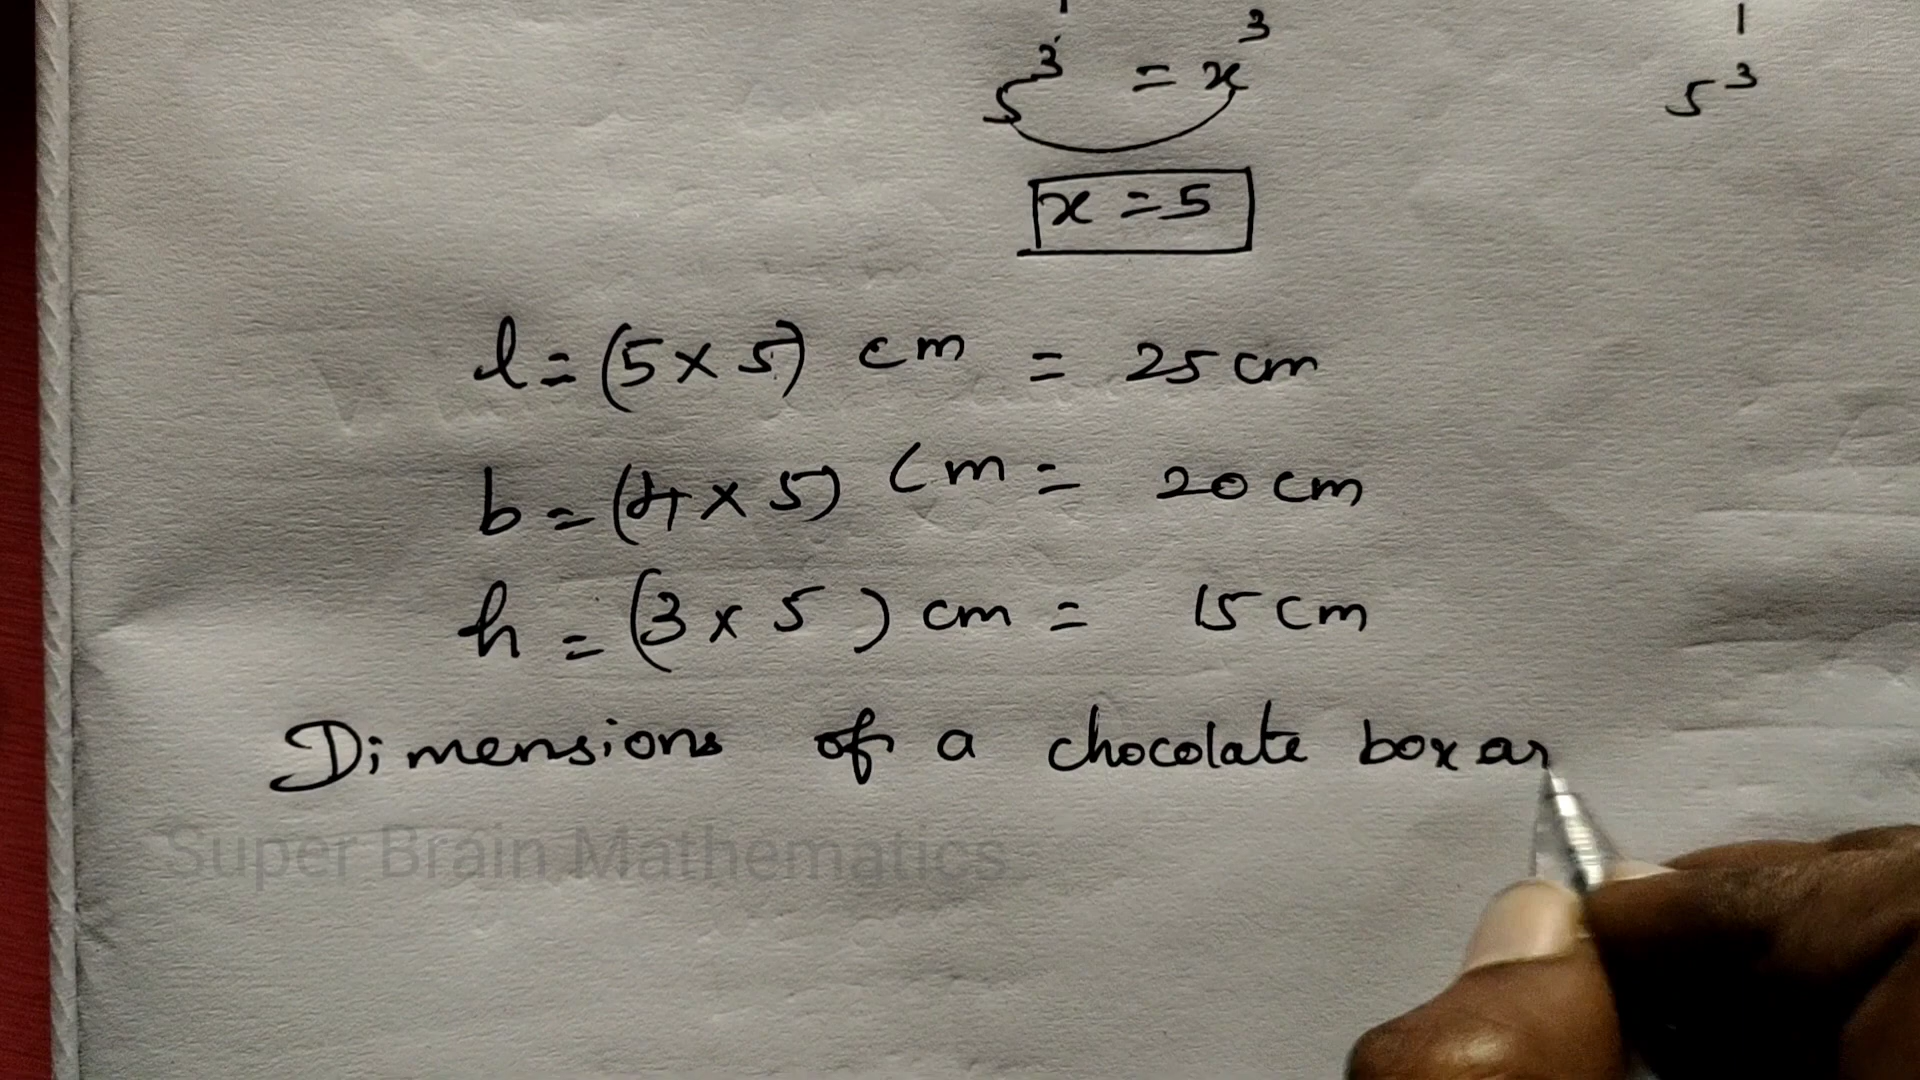 5³ = x³
1
5³
x = 5
l = (5 × 5) cm = 25 cm
b = (4 × 5) cm = 20 cm
h = (3 × 5) cm = 15 cm
Dimensions of a chocolate box ar
Super Brain Mathematics